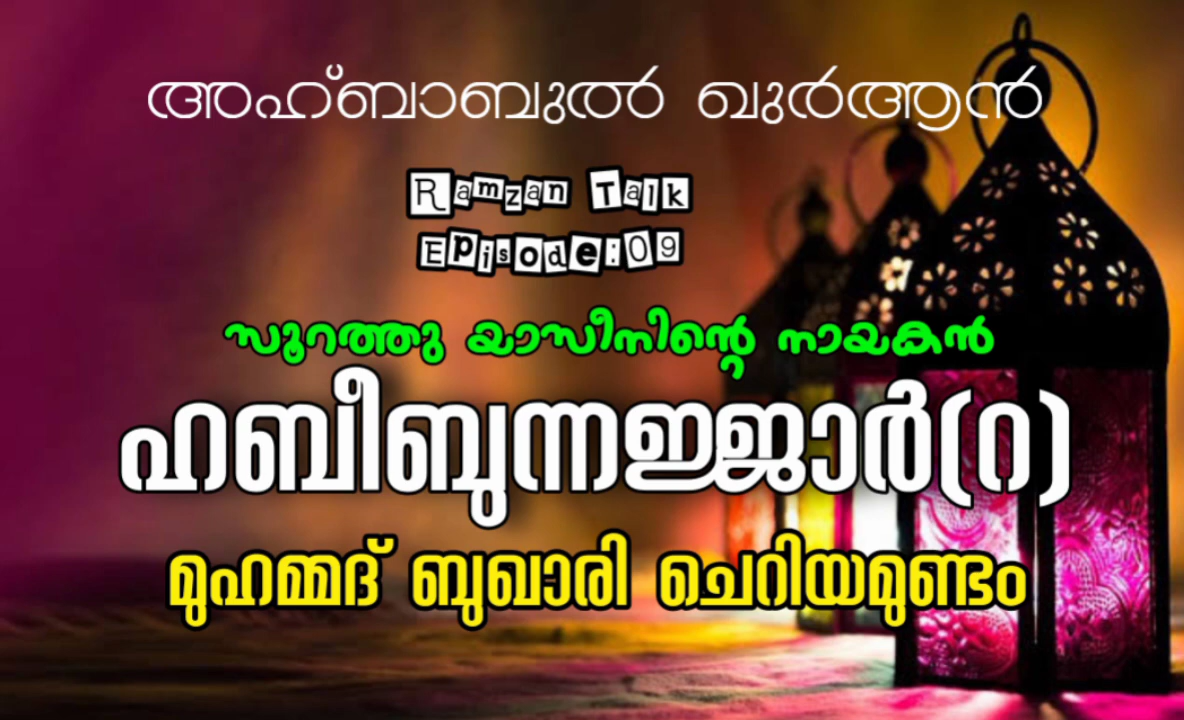 അഹ്ബാബുൽ ഖുർആൻ
Ramzan Talk
Episode:09
സൂറത്തു യാസീനിന്റെ നായകൻ
ഹബീബുന്നജ്ജാർ(റ)
മുഹമ്മദ് ബുഖാരി ചെറിയമുണ്ടം